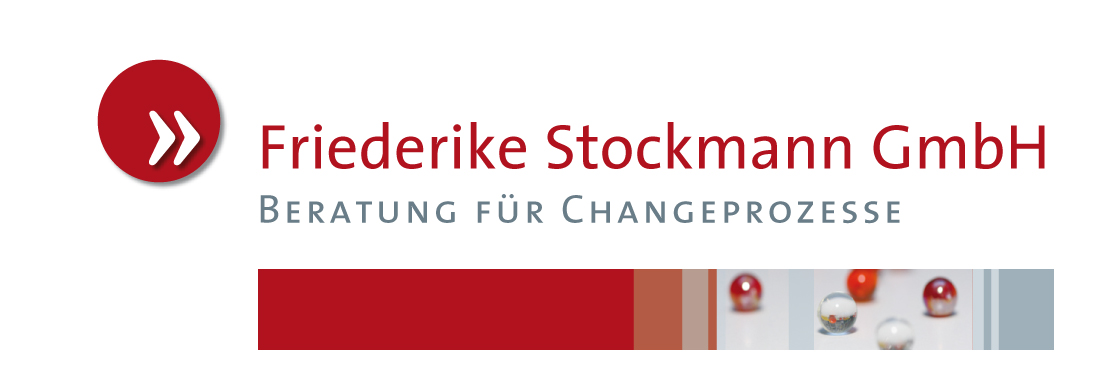 Friederike Stockmann GmbH
BERATUNG FÜR CHANGEPROZESSE